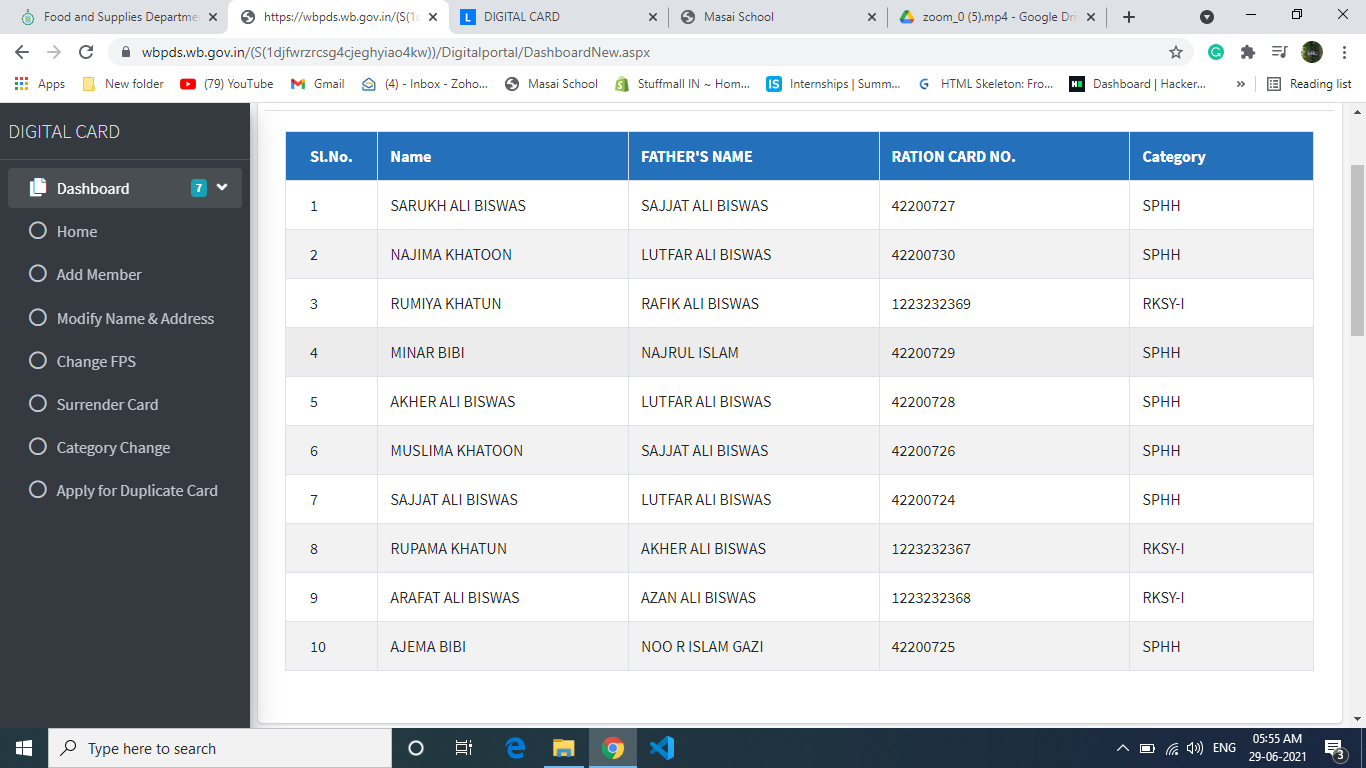 Food and Supplies Departme
https://wbpds.wb.gov.in/(S(1c
DIGITAL CARD
Masai School
zoom_0 (5).mp4 - Google Dri
wbpds.wb.gov.in/(S(1djfwrzrcsg4cjeghyiao4kw))/Digitalportal/DashboardNew.aspx
Apps New folder (79) YouTube Gmail (4) - Inbox - Zoho... Masai School Stuffmall IN ~ Hom... Internships | Summ... HTML Skeleton: Fro... Dashboard | Hacker... » Reading list
DIGITAL CARD
Dashboard 7
Home
Add Member
Modify Name & Address
Change FPS
Surrender Card
Category Change
Apply for Duplicate Card
Sl.No. Name FATHER'S NAME RATION CARD NO. Category
1 SARUKH ALI BISWAS SAJJAT ALI BISWAS 42200727 SPHH
2 NAJIMA KHATOON LUTFAR ALI BISWAS 42200730 SPHH
3 RUMIYA KHATUN RAFIK ALI BISWAS 1223232369 RKSY-I
4 MINAR BIBI NAJRUL ISLAM 42200729 SPHH
5 AKHER ALI BISWAS LUTFAR ALI BISWAS 42200728 SPHH
6 MUSLIMA KHATOON SAJJAT ALI BISWAS 42200726 SPHH
7 SAJJAT ALI BISWAS LUTFAR ALI BISWAS 42200724 SPHH
8 RUPAMA KHATUN AKHER ALI BISWAS 1223232367 RKSY-I
9 ARAFAT ALI BISWAS AZAN ALI BISWAS 1223232368 RKSY-I
10 AJEMA BIBI NOO R ISLAM GAZI 42200725 SPHH
Type here to search
ENG
05:55 AM
29-06-2021
3